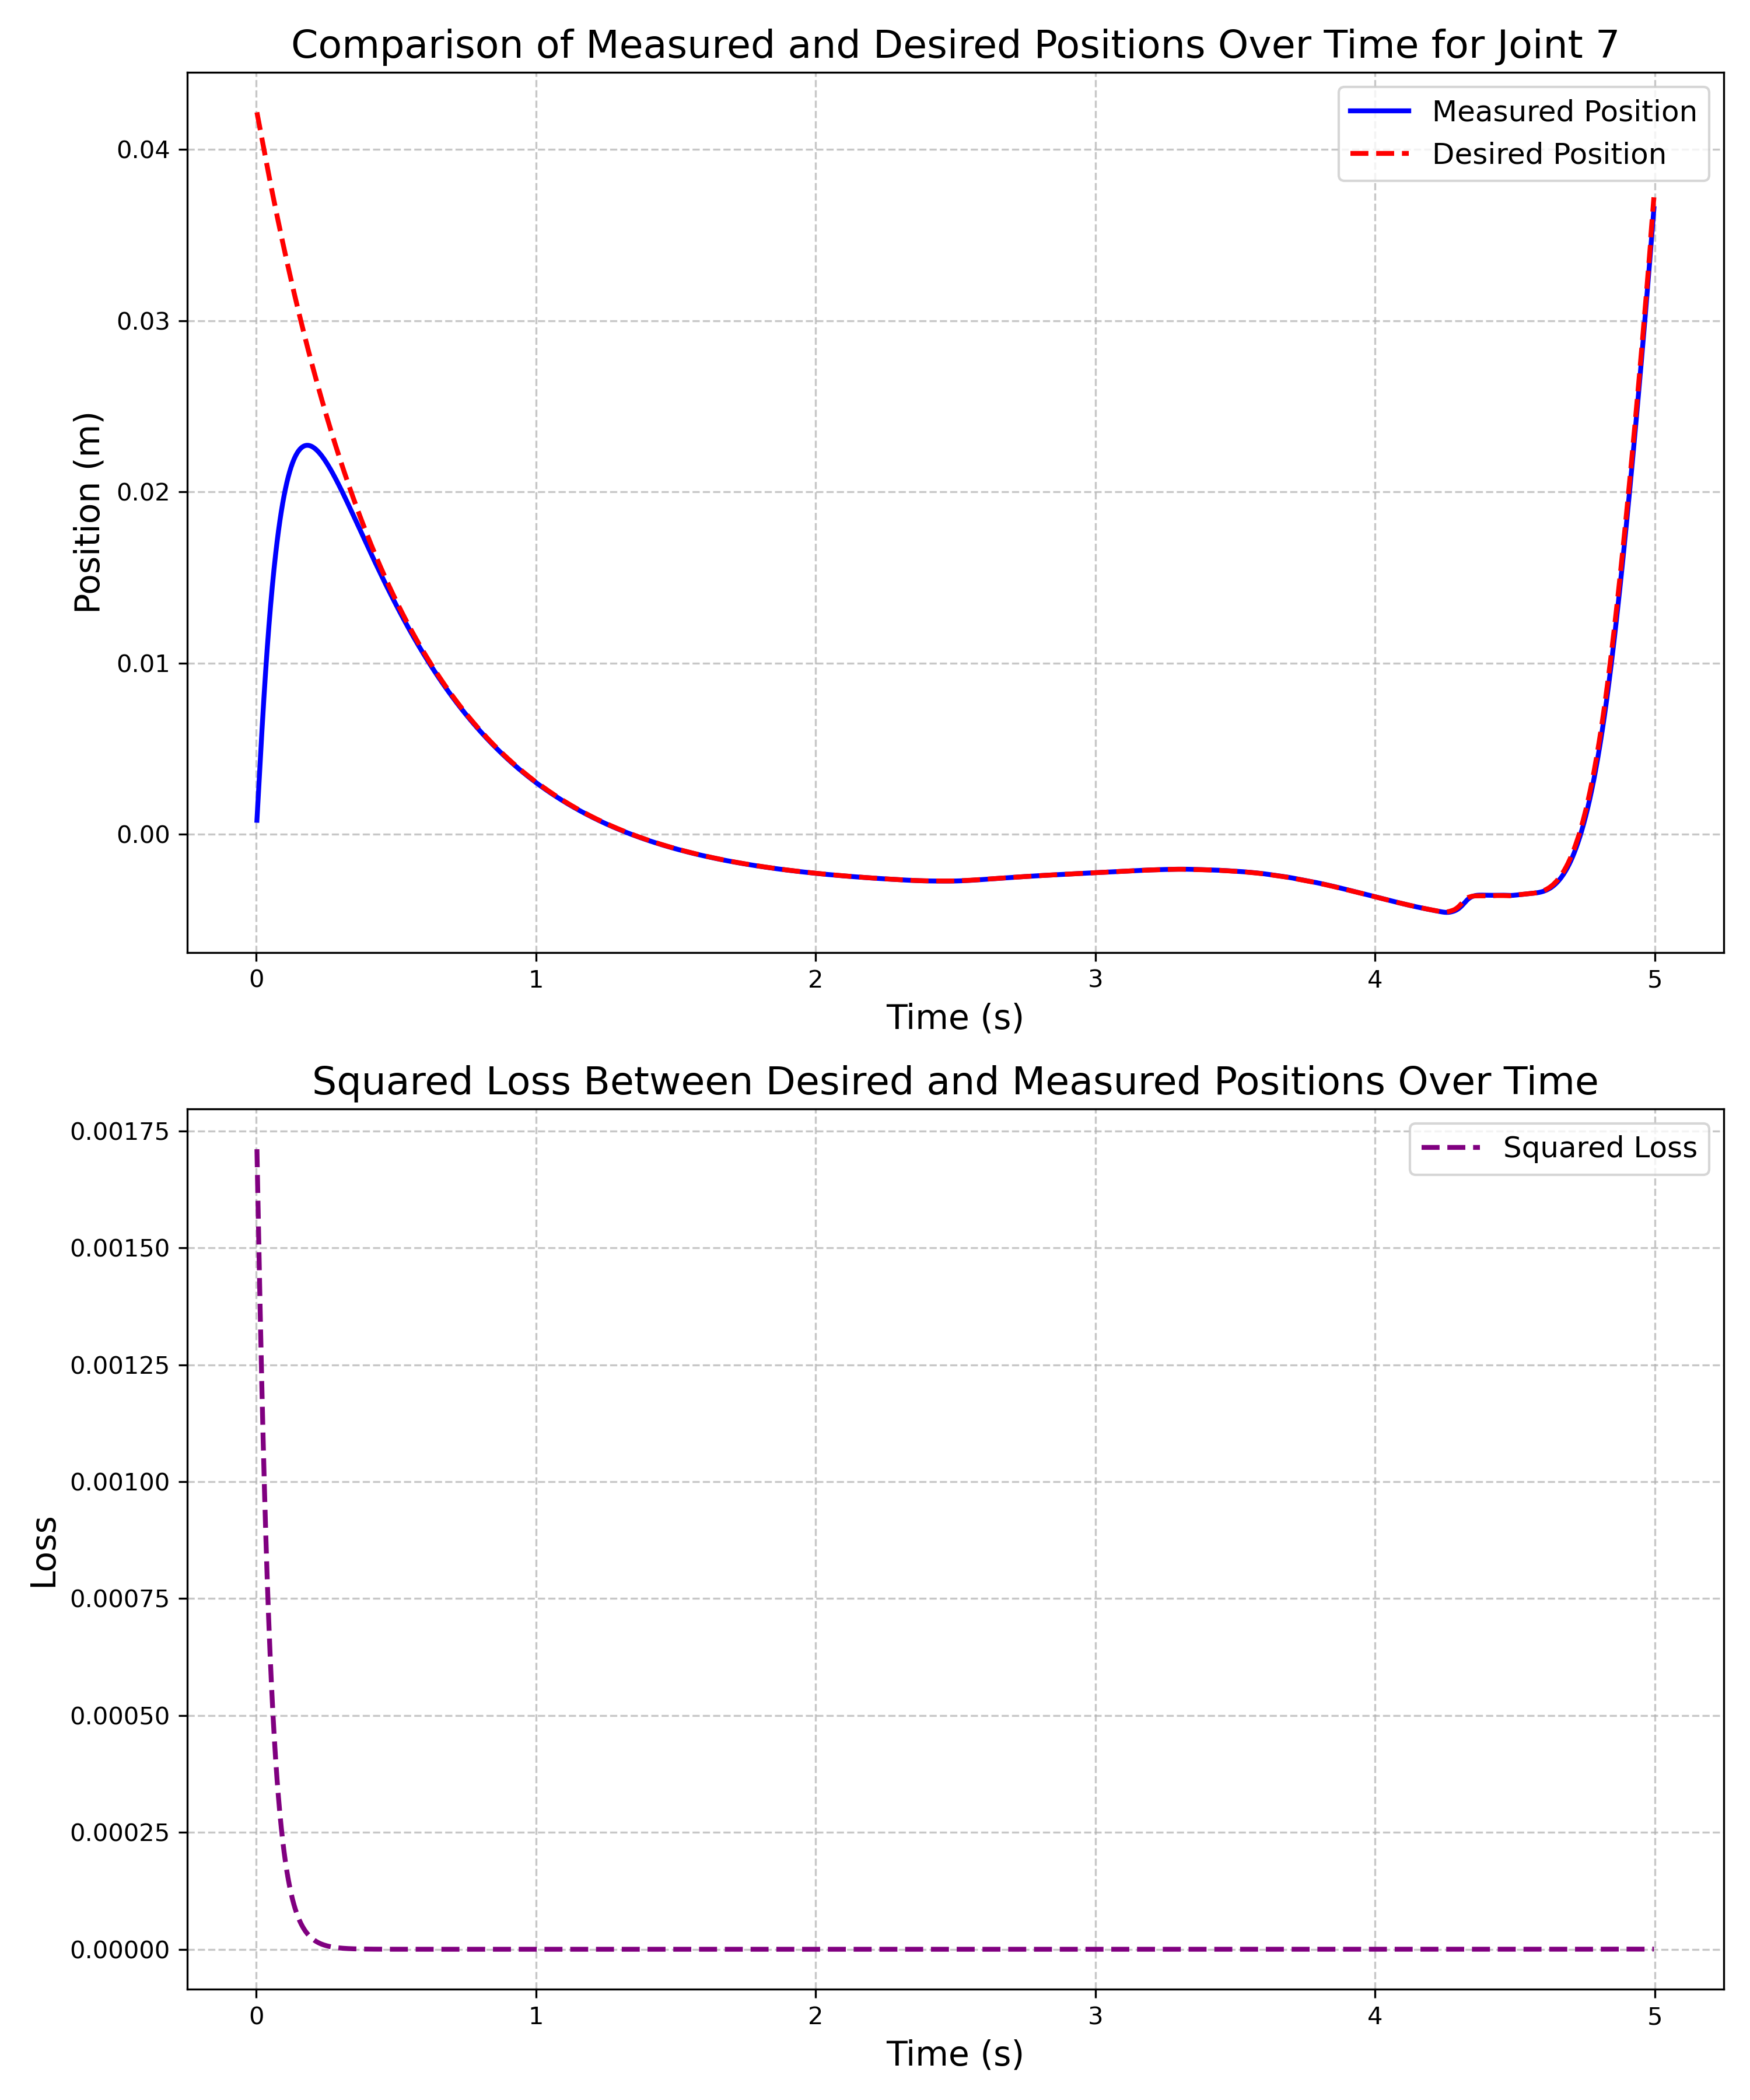 Comparison of Measured and Desired Positions Over Time for Joint 7
Measured Position
Desired Position
Position (m)
0.04
0.03
0.02
0.01
0.00
0 1 2 3 4 5
Time (s)
Squared Loss Between Desired and Measured Positions Over Time
Squared Loss
Loss
0.00175
0.00150
0.00125
0.00100
0.00075
0.00050
0.00025
0.00000
0 1 2 3 4 5
Time (s)